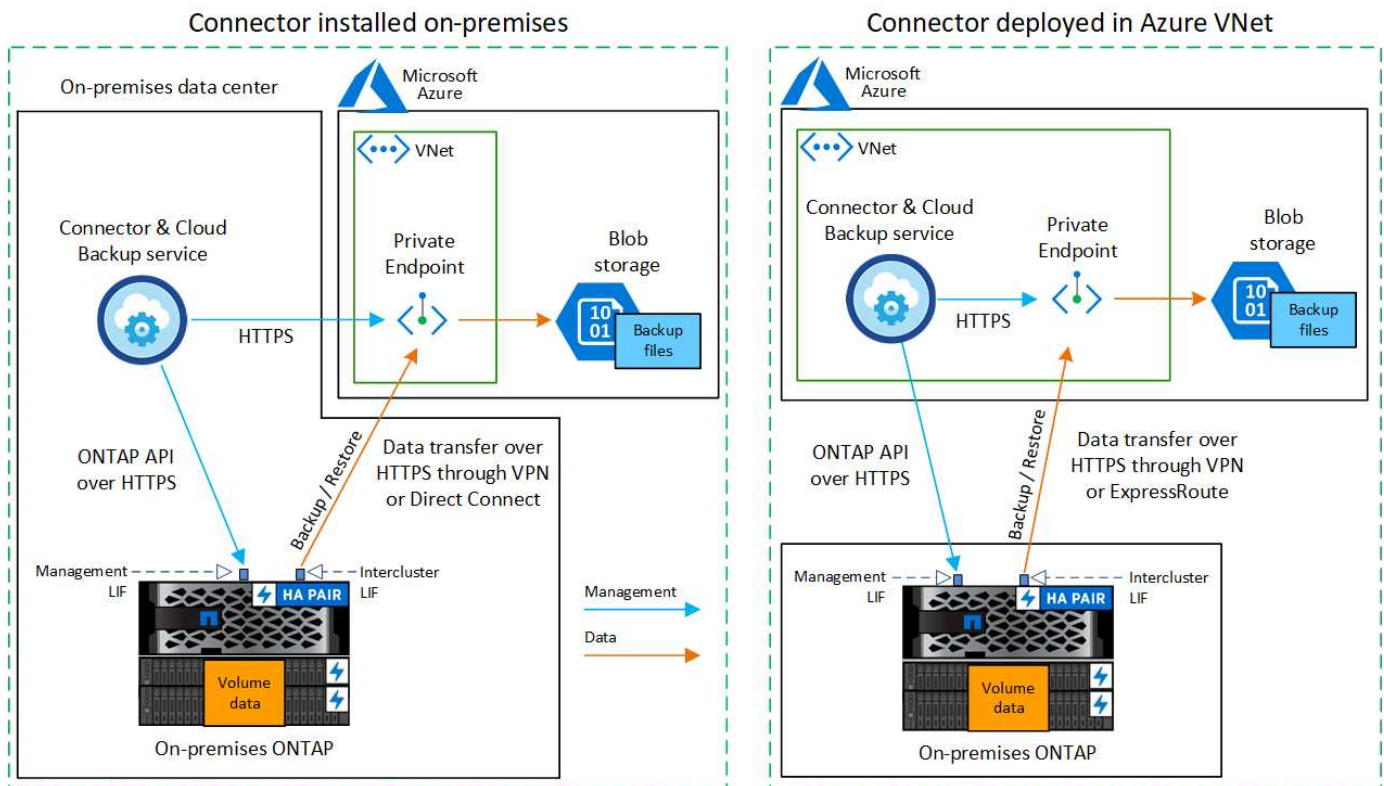 Connector installed on-premises
On-premises data center
Microsoft
Azure
VNet
Connector & Cloud
Backup service
Private
Endpoint
Blob
storage
10
01
Backup
files
HTTPS
ONTAP API
over HTTPS
Backup / Restore
Data transfer over
HTTPS through VPN
or Direct Connect
Management
LIF
Intercluster
LIF
HA PAIR
Volume
data
On-premises ONTAP
Management
Data
Connector deployed in Azure VNet
Microsoft
Azure
VNet
Connector & Cloud
Backup service
Private
Endpoint
Blob
storage
10
01
Backup
files
HTTPS
ONTAP API
over HTTPS
Backup / Restore
Data transfer over
HTTPS through VPN
or ExpressRoute
Management
LIF
Intercluster
LIF
HA PAIR
Volume
data
On-premises ONTAP